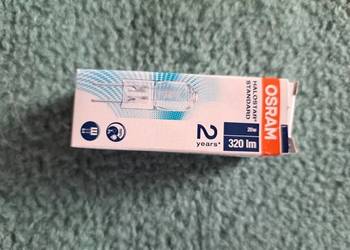 OSRAM
HALOSTAR®
STANDARD
20W
320 lm
2
years*